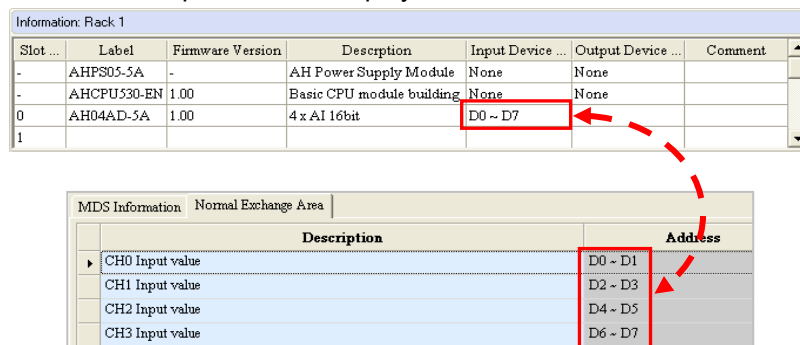 Information: Rack 1
Slot ... Label Firmware Version Descrption Input Device ... Output Device ... Comment
- AHPS05-5A - AH Power Supply Module None None
- AHCPU530-EN 1.00 Basic CPU module building None None
0 AH04AD-5A 1.00 4 x AI 16bit D0 ~ D7
1
MDS Information Normal Exchange Area
Description Address
CH0 Input value D0 ~ D1
CH1 Input value D2 ~ D3
CH2 Input value D4 ~ D5
CH3 Input value D6 ~ D7